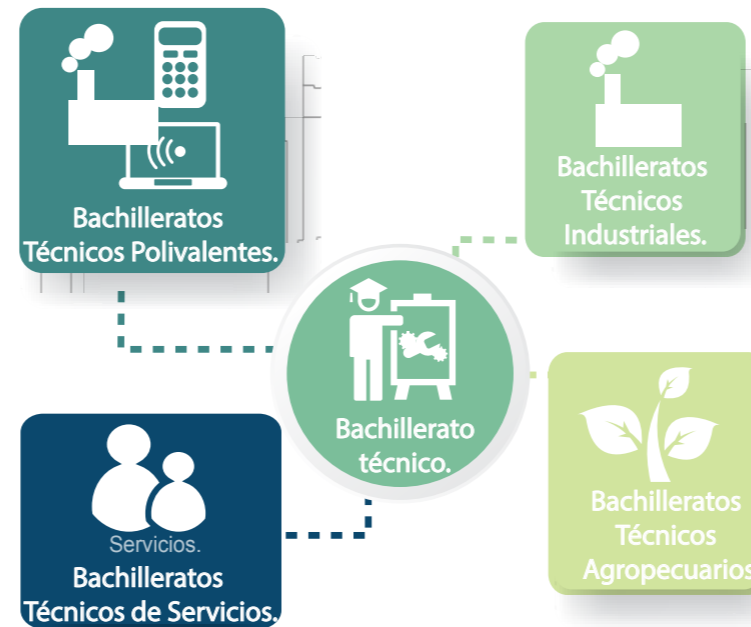 Bachilleratos
Técnicos Polivalentes.
Bachilleratos
Técnicos
Industriales.
Bachillerato
técnico.
Servicios.
Bachilleratos
Técnicos de Servicios.
Bachilleratos
Técnicos
Agropecuarios